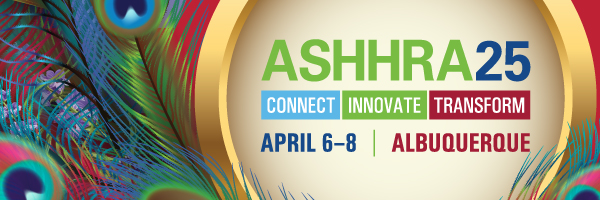 ASHHRA25
CONNECT INNOVATE TRANSFORM
APRIL 6–8 | ALBUQUERQUE